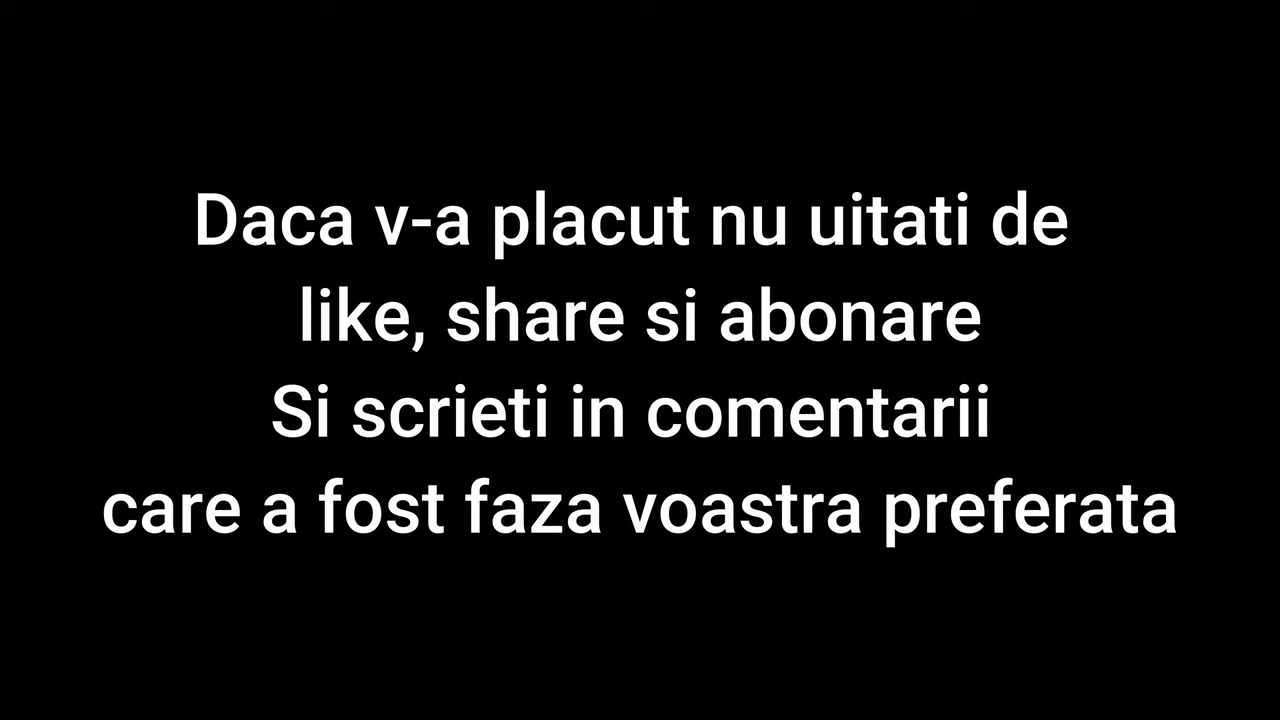 Daca v-a placut nu uitati de
like, share si abonare
Si scrieti in comentarii
care a fost faza voastra preferata